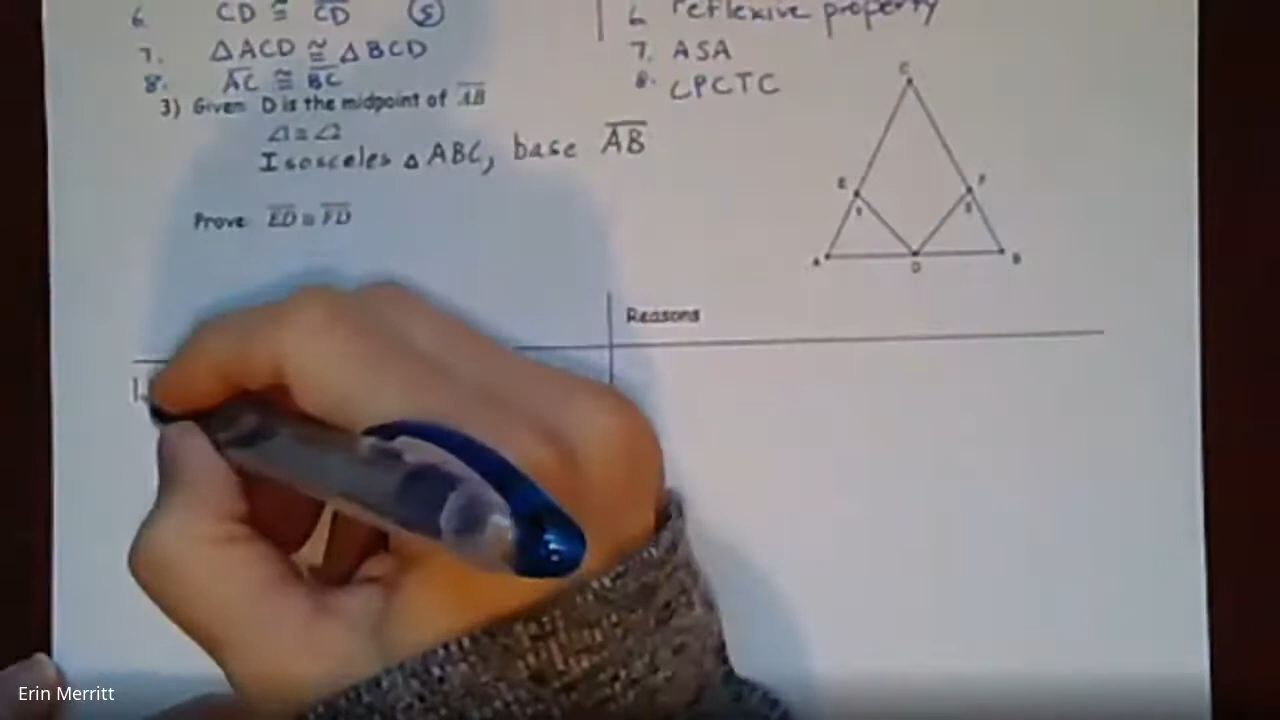 6. CD ≅ CD (S)
6 reflexive property
7. △ACD ≅ △BCD
7. ASA
8. AC ≅ BC
8. CPCTC
3) Given D is the midpoint of AB
∠1 ≅ ∠2
Isosceles △ ABC, base AB
Prove ED ≅ FD
C
E F
1 2
A D B
Reasons
1.
Erin Merritt